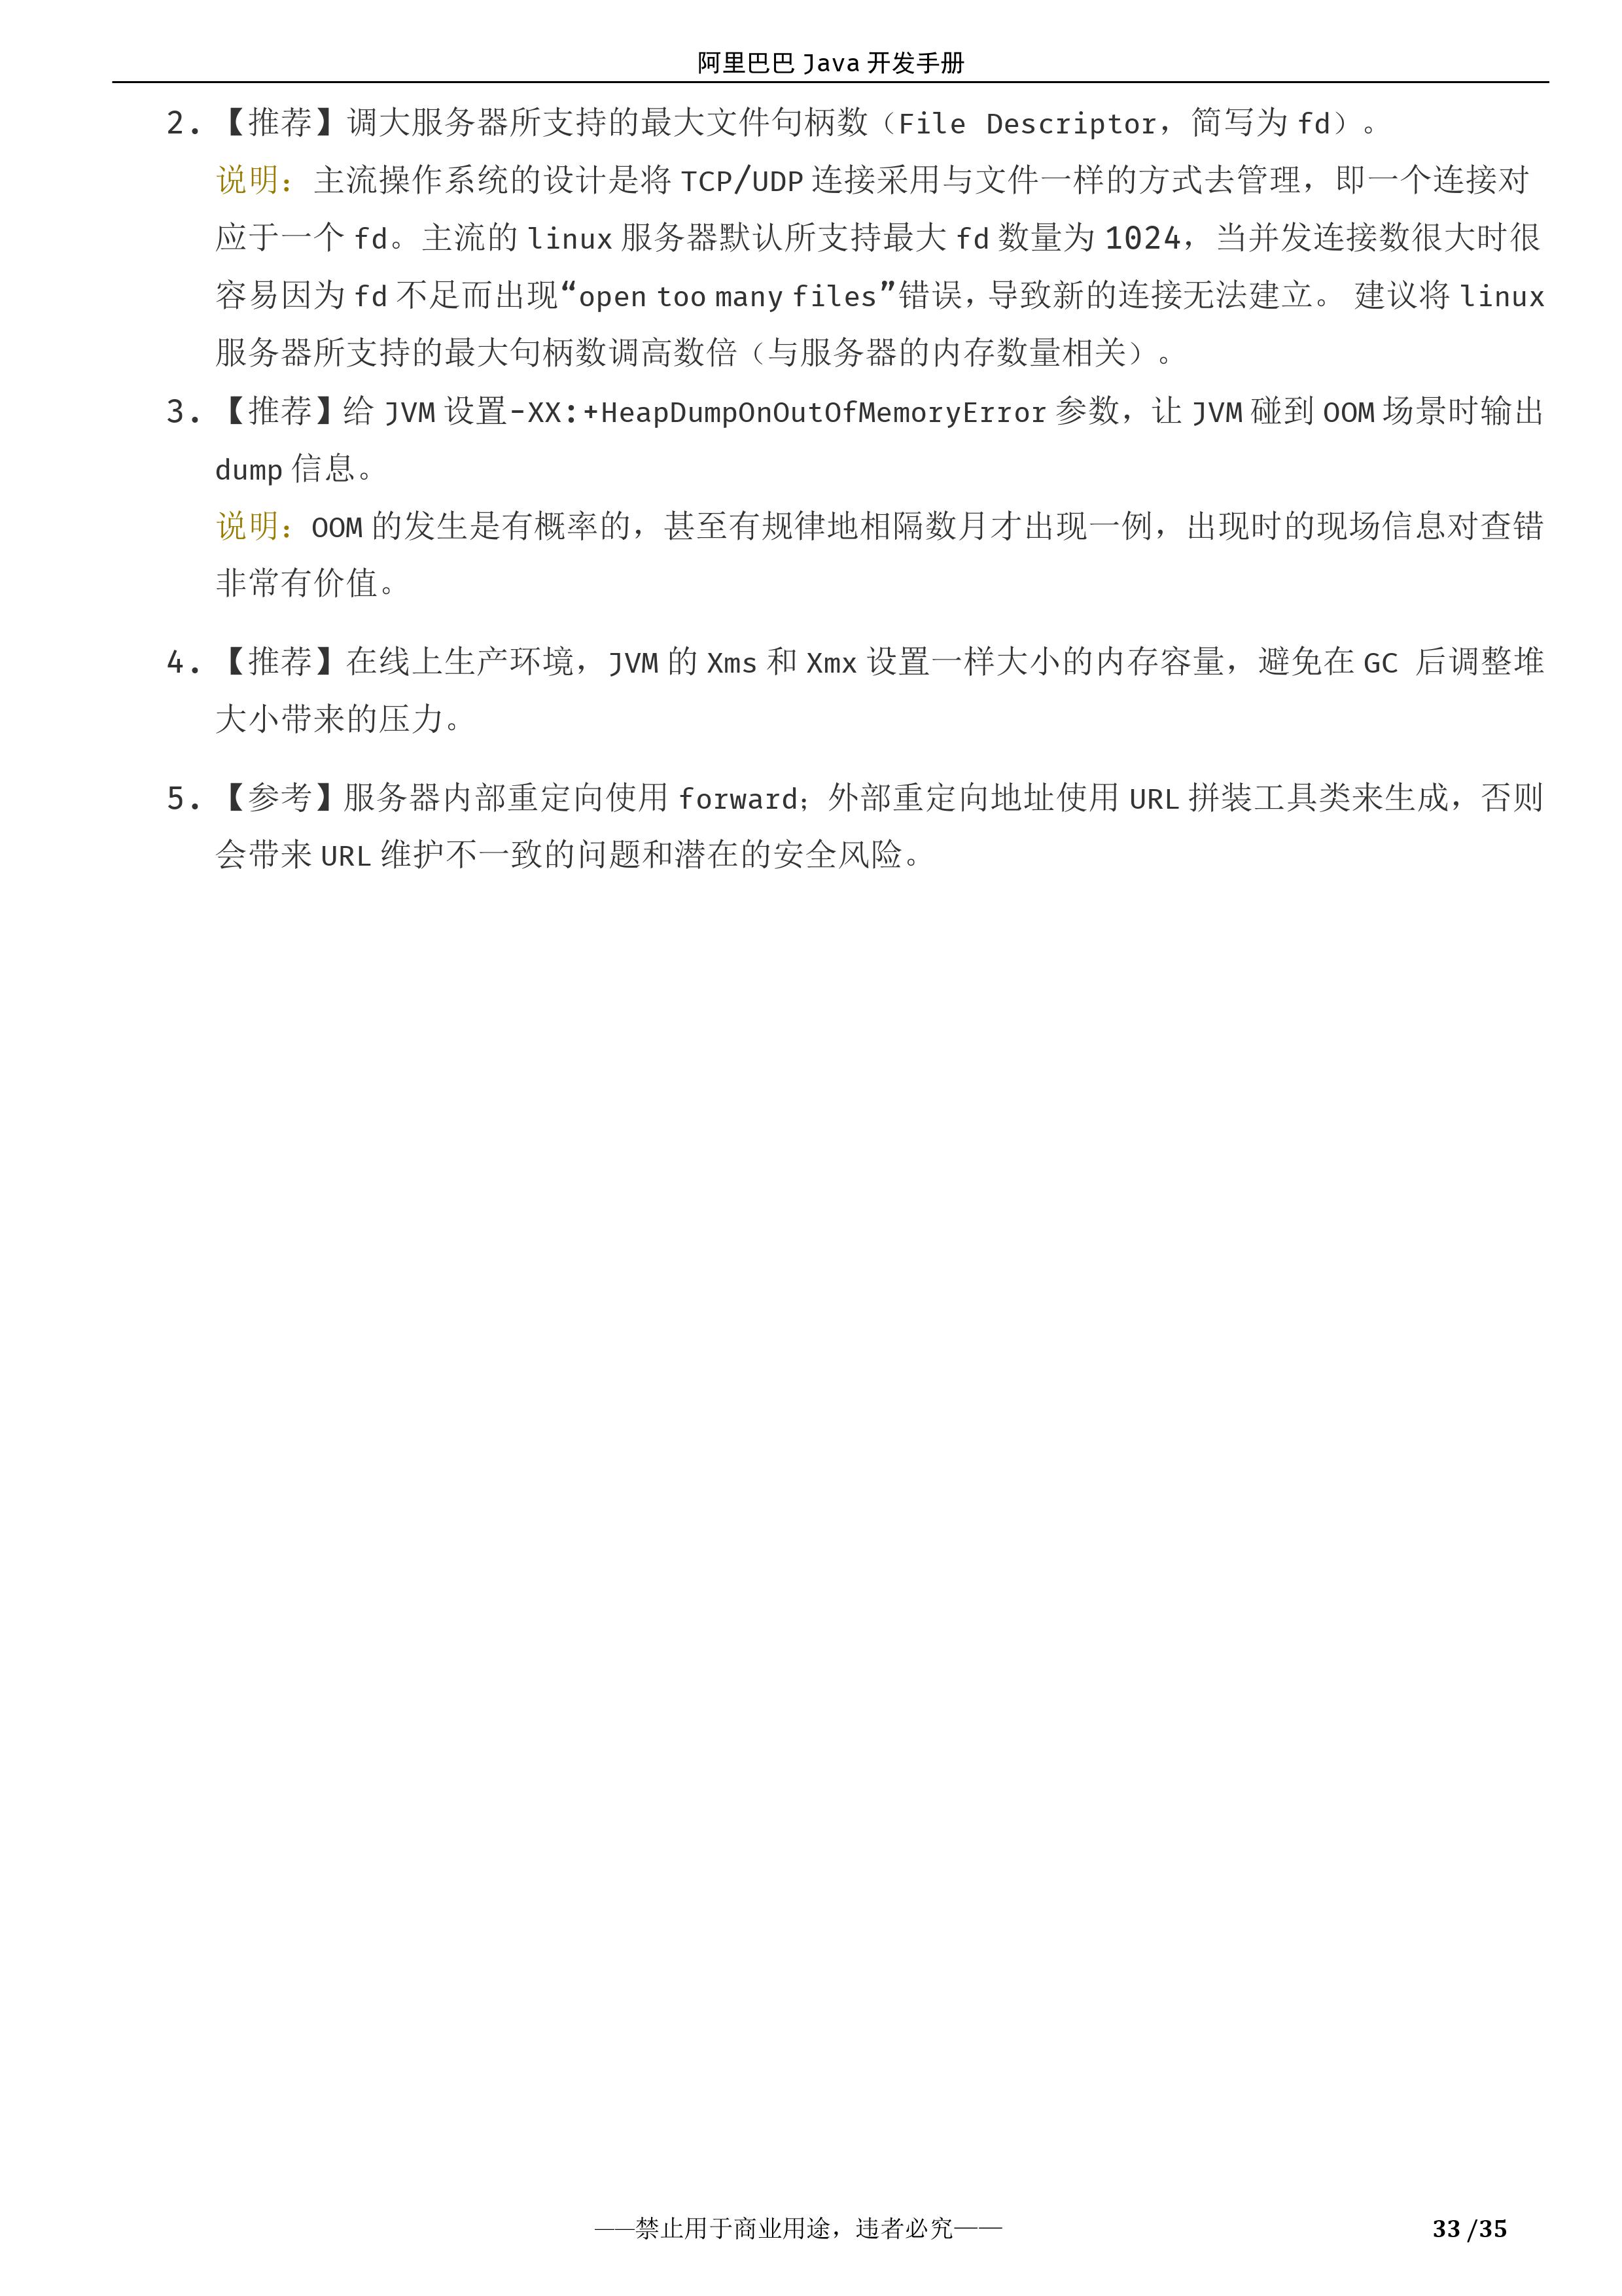 阿里巴巴 Java 开发手册
2. 【推荐】调大服务器所支持的最大文件句柄数（File Descriptor，简写为 fd）。
说明：主流操作系统的设计是将 TCP/UDP 连接采用与文件一样的方式去管理，即一个连接对
应于一个 fd。主流的 linux 服务器默认所支持最大 fd 数量为 1024，当并发连接数很大时很
容易因为 fd 不足而出现“open too many files”错误，导致新的连接无法建立。 建议将 linux
服务器所支持的最大句柄数调高数倍（与服务器的内存数量相关）。
3. 【推荐】给 JVM 设置-XX:+HeapDumpOnOutOfMemoryError 参数，让 JVM 碰到 OOM 场景时输出
dump 信息。
说明：OOM 的发生是有概率的，甚至有规律地相隔数月才出现一例，出现时的现场信息对查错
非常有价值。
4. 【推荐】在线上生产环境，JVM 的 Xms 和 Xmx 设置一样大小的内存容量，避免在 GC 后调整堆
大小带来的压力。
5. 【参考】服务器内部重定向使用 forward；外部重定向地址使用 URL 拼装工具类来生成，否则
会带来 URL 维护不一致的问题和潜在的安全风险。
——禁止用于商业用途，违者必究—— 33 /35